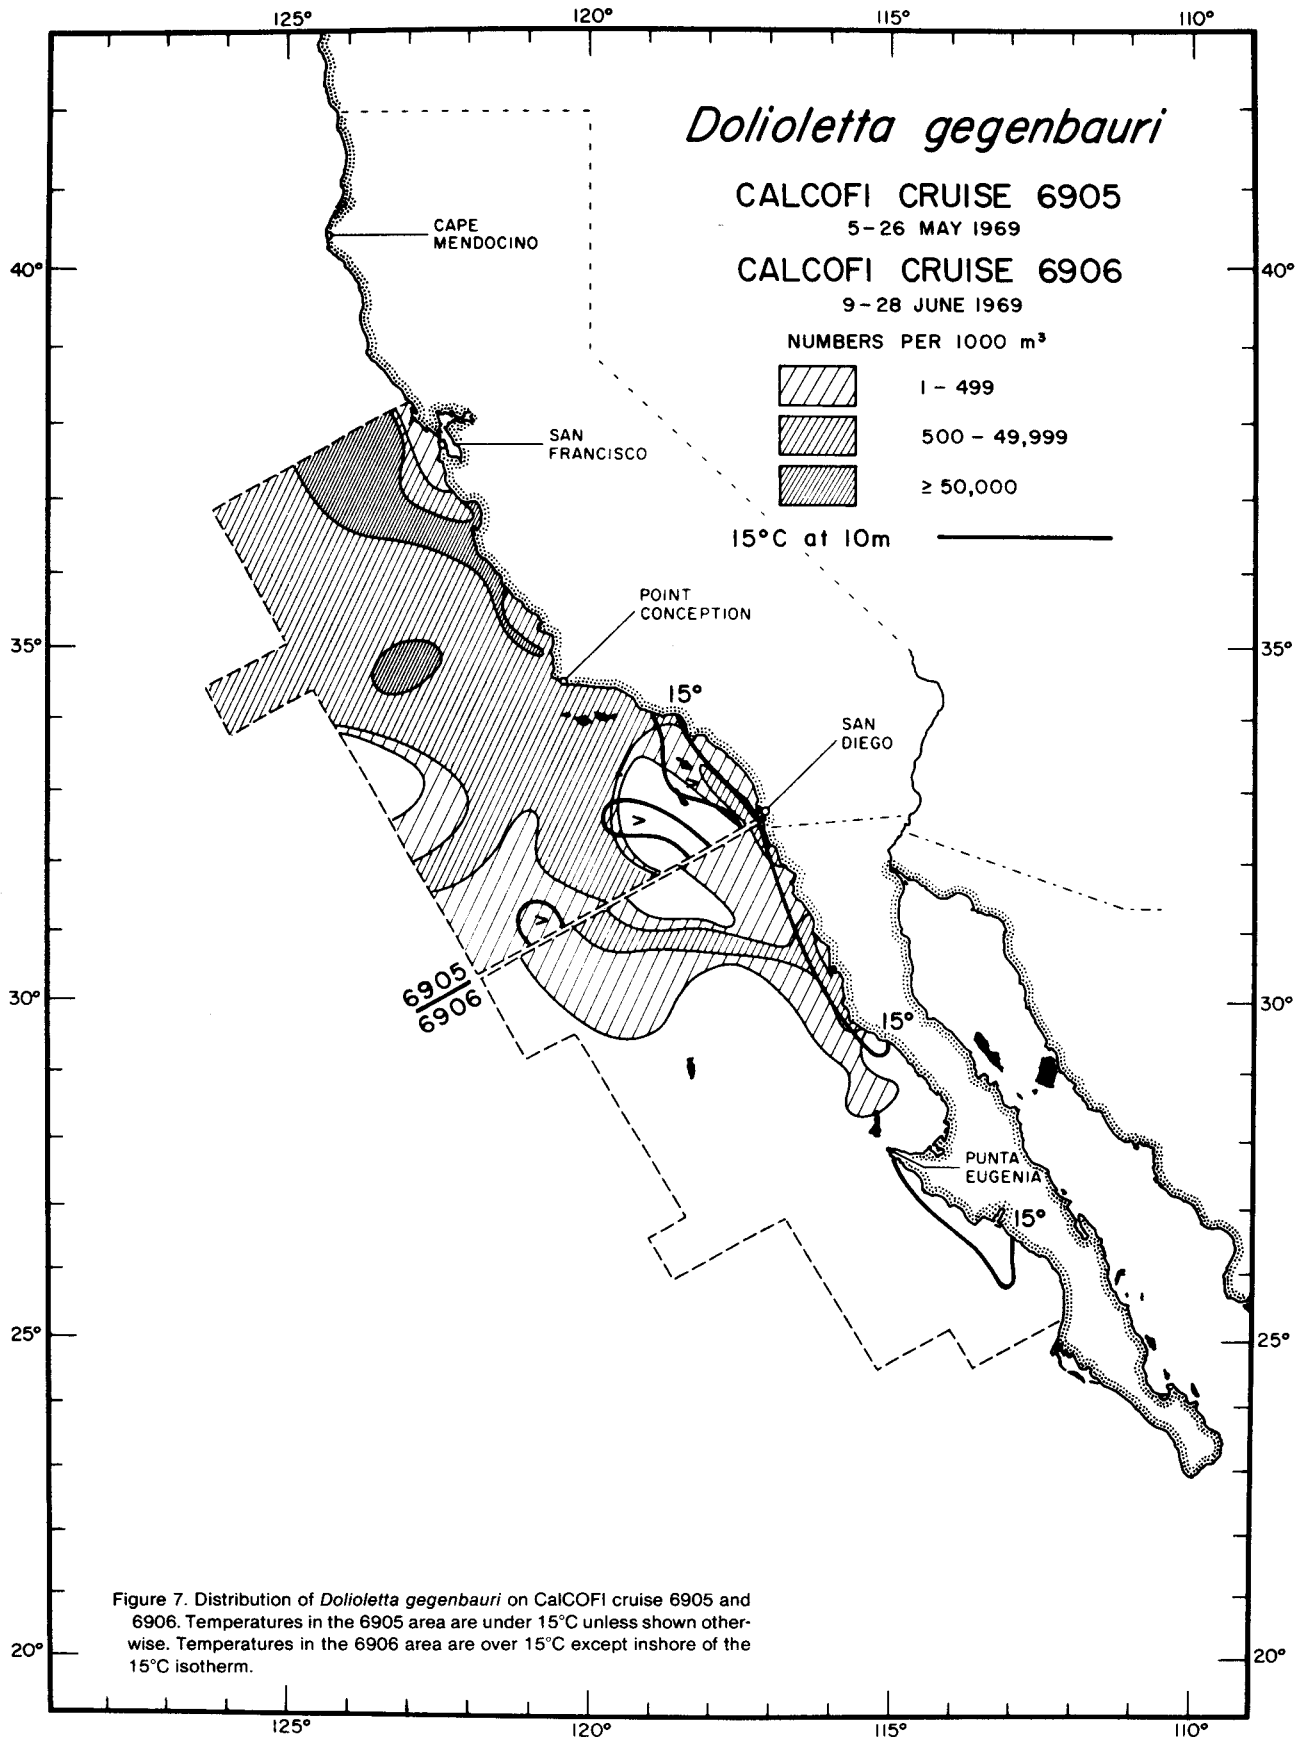 125° 120° 115° 110°
Dolioletta gegenbauri
CALCOFI CRUISE 6905
5–26 MAY 1969
CALCOFI CRUISE 6906
9–28 JUNE 1969
NUMBERS PER 1000 m³
1 – 499
500 – 49,999
≥ 50,000
15°C at 10m
CAPE
MENDOCINO
40° 40°
SAN
FRANCISCO
POINT
CONCEPTION
35° 35°
15°
SAN
DIEGO
>
>
>
6905
6906
30° 30°
15°
PUNTA
EUGENIA
15°
25° 25°
Figure 7. Distribution of Dolioletta gegenbauri on CalCOFI cruise 6905 and
6906. Temperatures in the 6905 area are under 15°C unless shown other-
wise. Temperatures in the 6906 area are over 15°C except inshore of the
15°C isotherm.
20° 20°
125° 120° 115° 110°